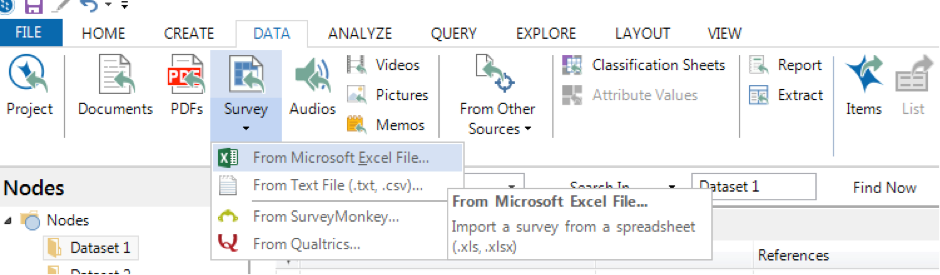 FILE HOME CREATE DATA ANALYZE QUERY EXPLORE LAYOUT VIEW
Project Documents PDFs Survey Audios
Videos
Pictures
Memos
From Other
Sources
Classification Sheets
Attribute Values
Report
Extract
Items List
From Microsoft Excel File...
From Text File (.txt, .csv)...
From SurveyMonkey...
From Qualtrics...
From Microsoft Excel File...
Import a survey from a spreadsheet
(.xls, .xlsx)
Search In Dataset 1 Find Now
Nodes
Nodes
Dataset 1
Dataset 2
References